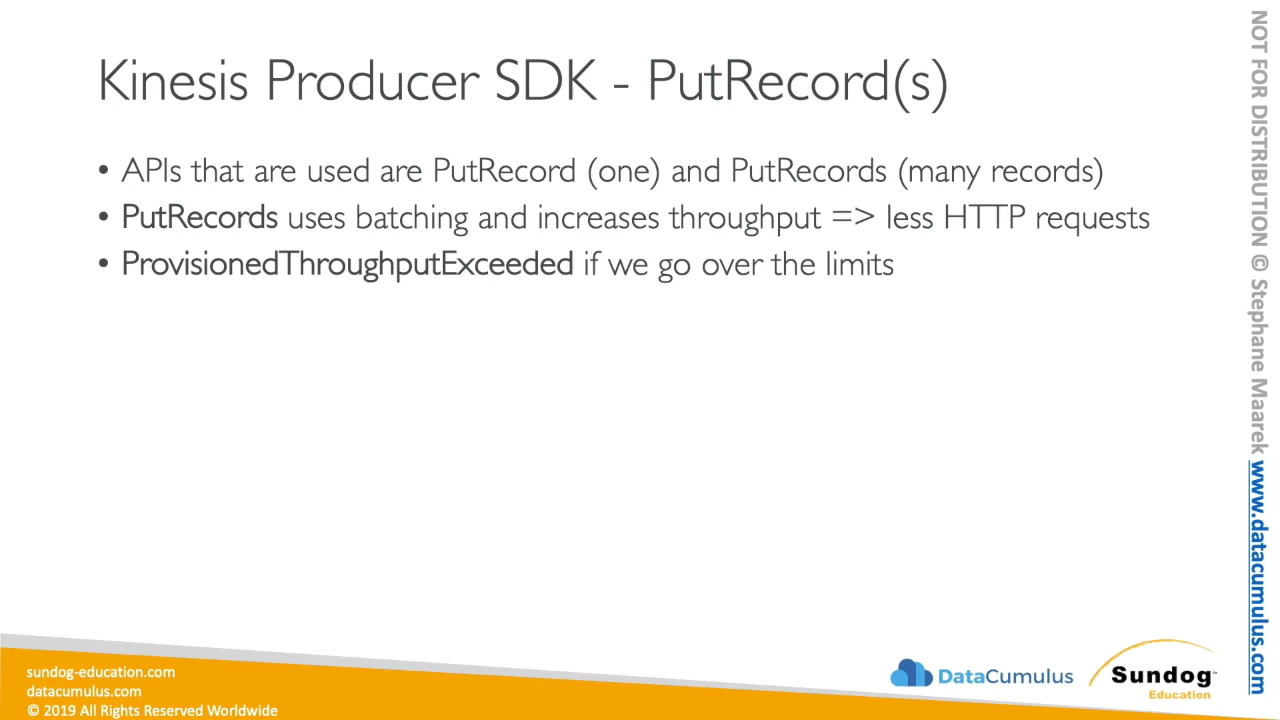 Kinesis Producer SDK - PutRecord(s)
• APIs that are used are PutRecord (one) and PutRecords (many records)
• PutRecords uses batching and increases throughput => less HTTP requests
• ProvisionedThroughputExceeded if we go over the limits
NOT FOR DISTRIBUTION © Stephane Maarek www.datacumulus.com
sundog-education.com
datacumulus.com
© 2019 All Rights Reserved Worldwide
DataCumulus
Sundog™
Education